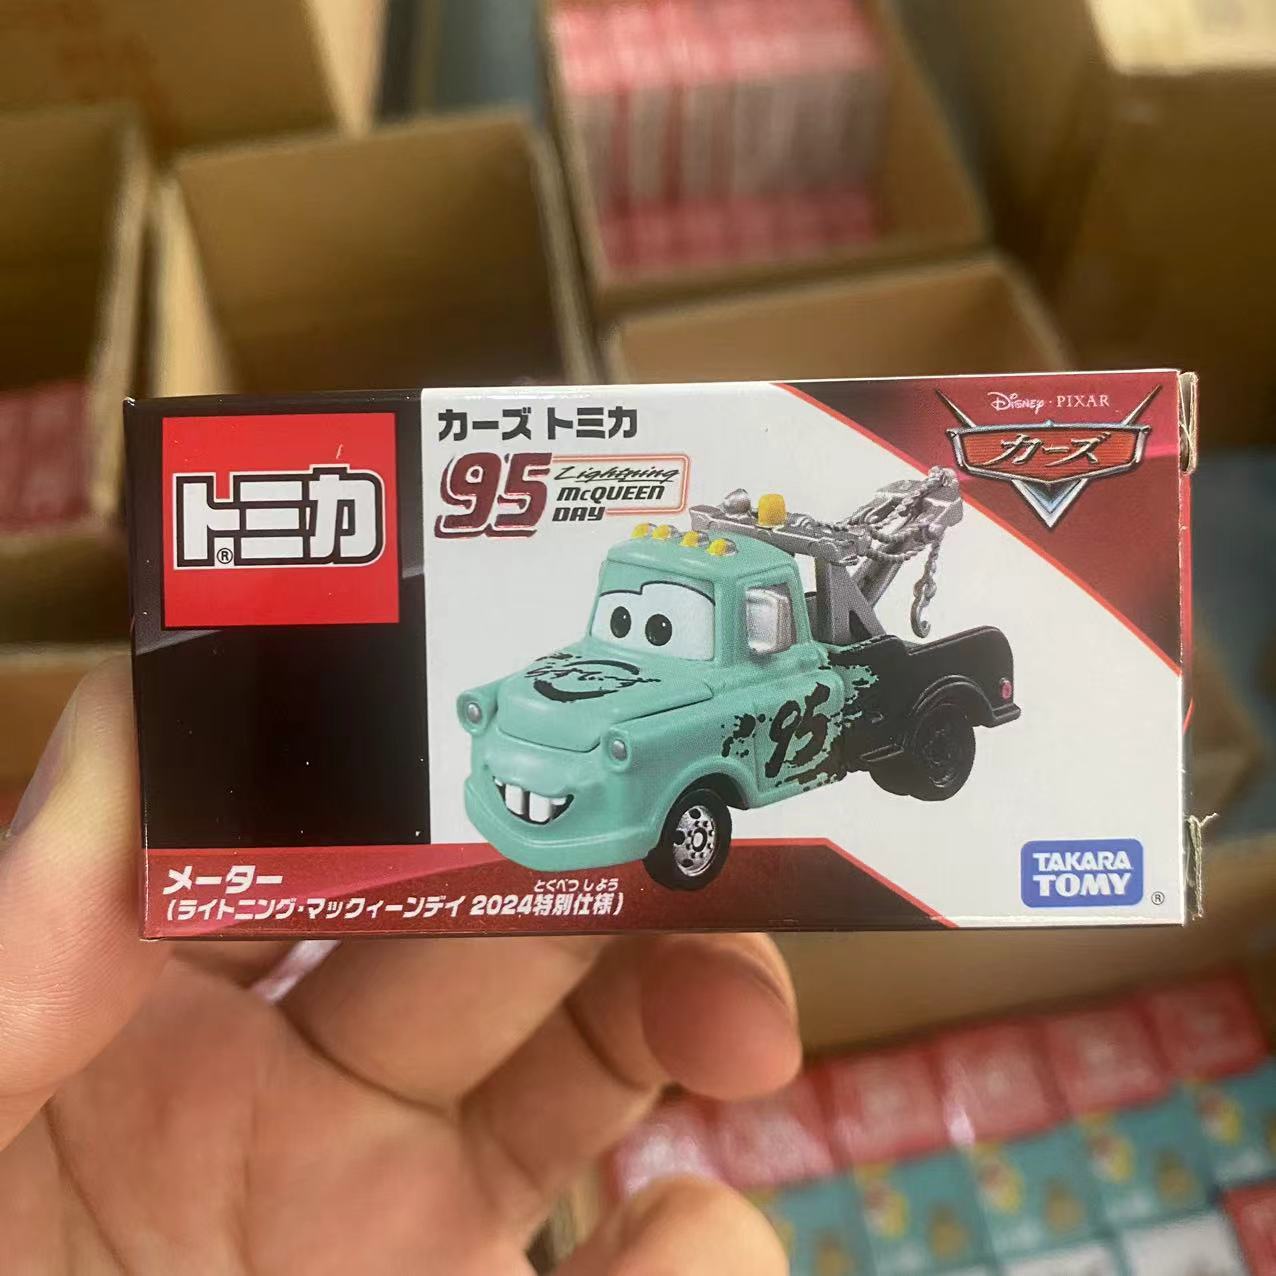 トミカ
®
カーズ トミカ
95
Lightning
McQUEEN
DAY
Disney · PIXAR
カーズ
95
メーター
とくべつ しよう
(ライトニング・マックィーンデイ 2024特別仕様)
TAKARA
TOMY
®